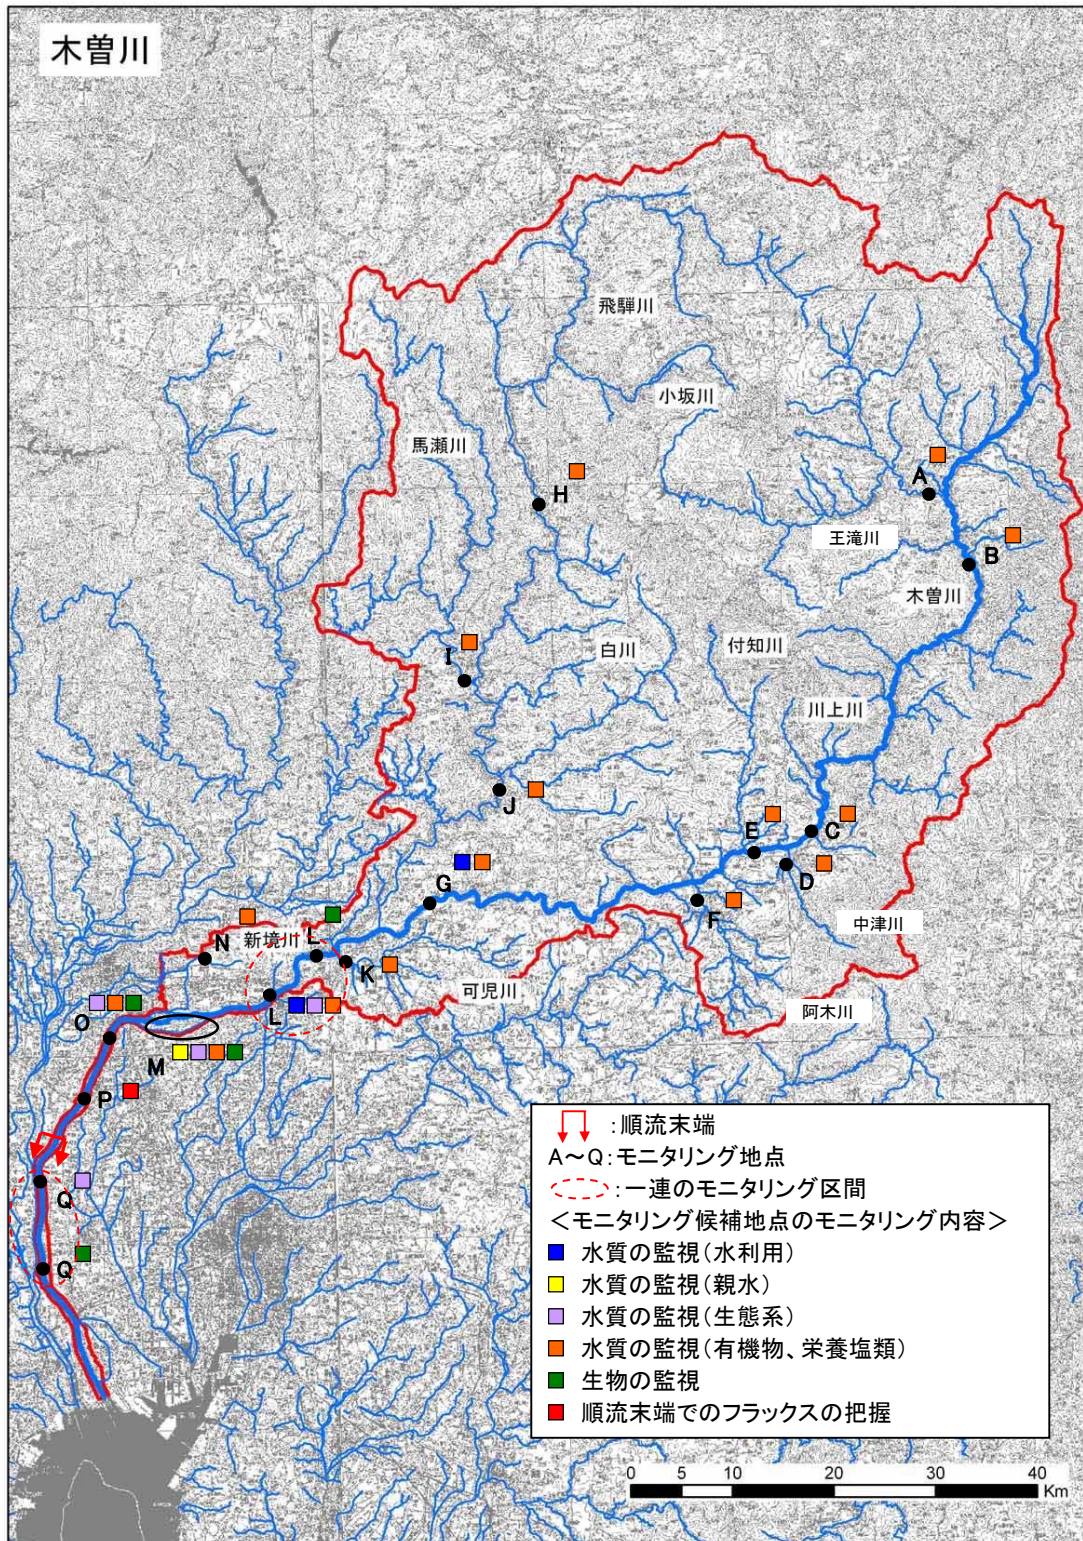 木曽川
飛騨川
小坂川
馬瀬川
H
A
王滝川
B
木曽川
I
白川
付知川
川上川
J
E
C
D
G
F
中津川
L
N
新境川
K
可児川
L
阿木川
O
M
P
Q
Q
:順流末端
A～Q:モニタリング地点
:一連のモニタリング区間
＜モニタリング候補地点のモニタリング内容＞
水質の監視(水利用)
水質の監視(親水)
水質の監視(生態系)
水質の監視(有機物、栄養塩類)
生物の監視
順流末端でのフラックスの把握
0 5 10 20 30 40
Km